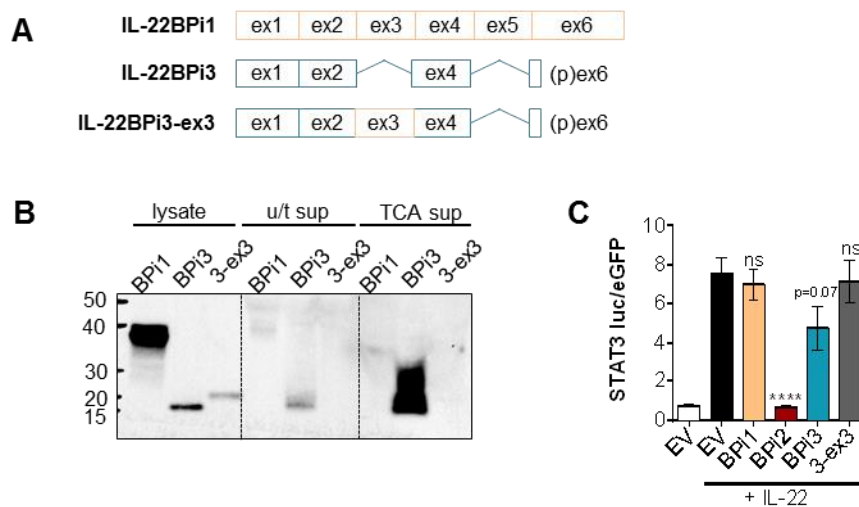 A
IL-22BPi1 ex1 ex2 ex3 ex4 ex5 ex6
IL-22BPi3 ex1 ex2 ex4 (p)ex6
IL-22BPi3-ex3 ex1 ex2 ex3 ex4 (p)ex6
B
lysate u/t sup TCA sup
BPi1 BPi3 3-ex3 BPi1 BPi3 3-ex3 BPi1 BPi3 3-ex3
50
40
30
20
15
C
STAT3 luc/eGFP
10
8
6
4
2
0
ns
p=0.07
ns
****
EV EV BPi1 BPi2 BPi3 3-ex3
+ IL-22